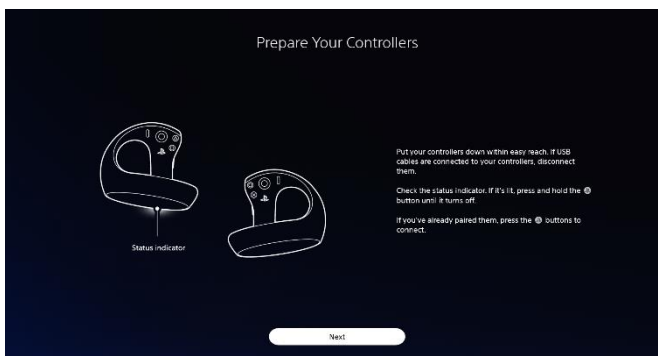 Prepare Your Controllers
Put your controllers down within easy reach. If USB
cables are connected to your controllers, disconnect
them.
Check the status indicator. If it's lit, press and hold the
button until it turns off.
If you've already paired them, press the buttons to
connect.
Status indicator
Next